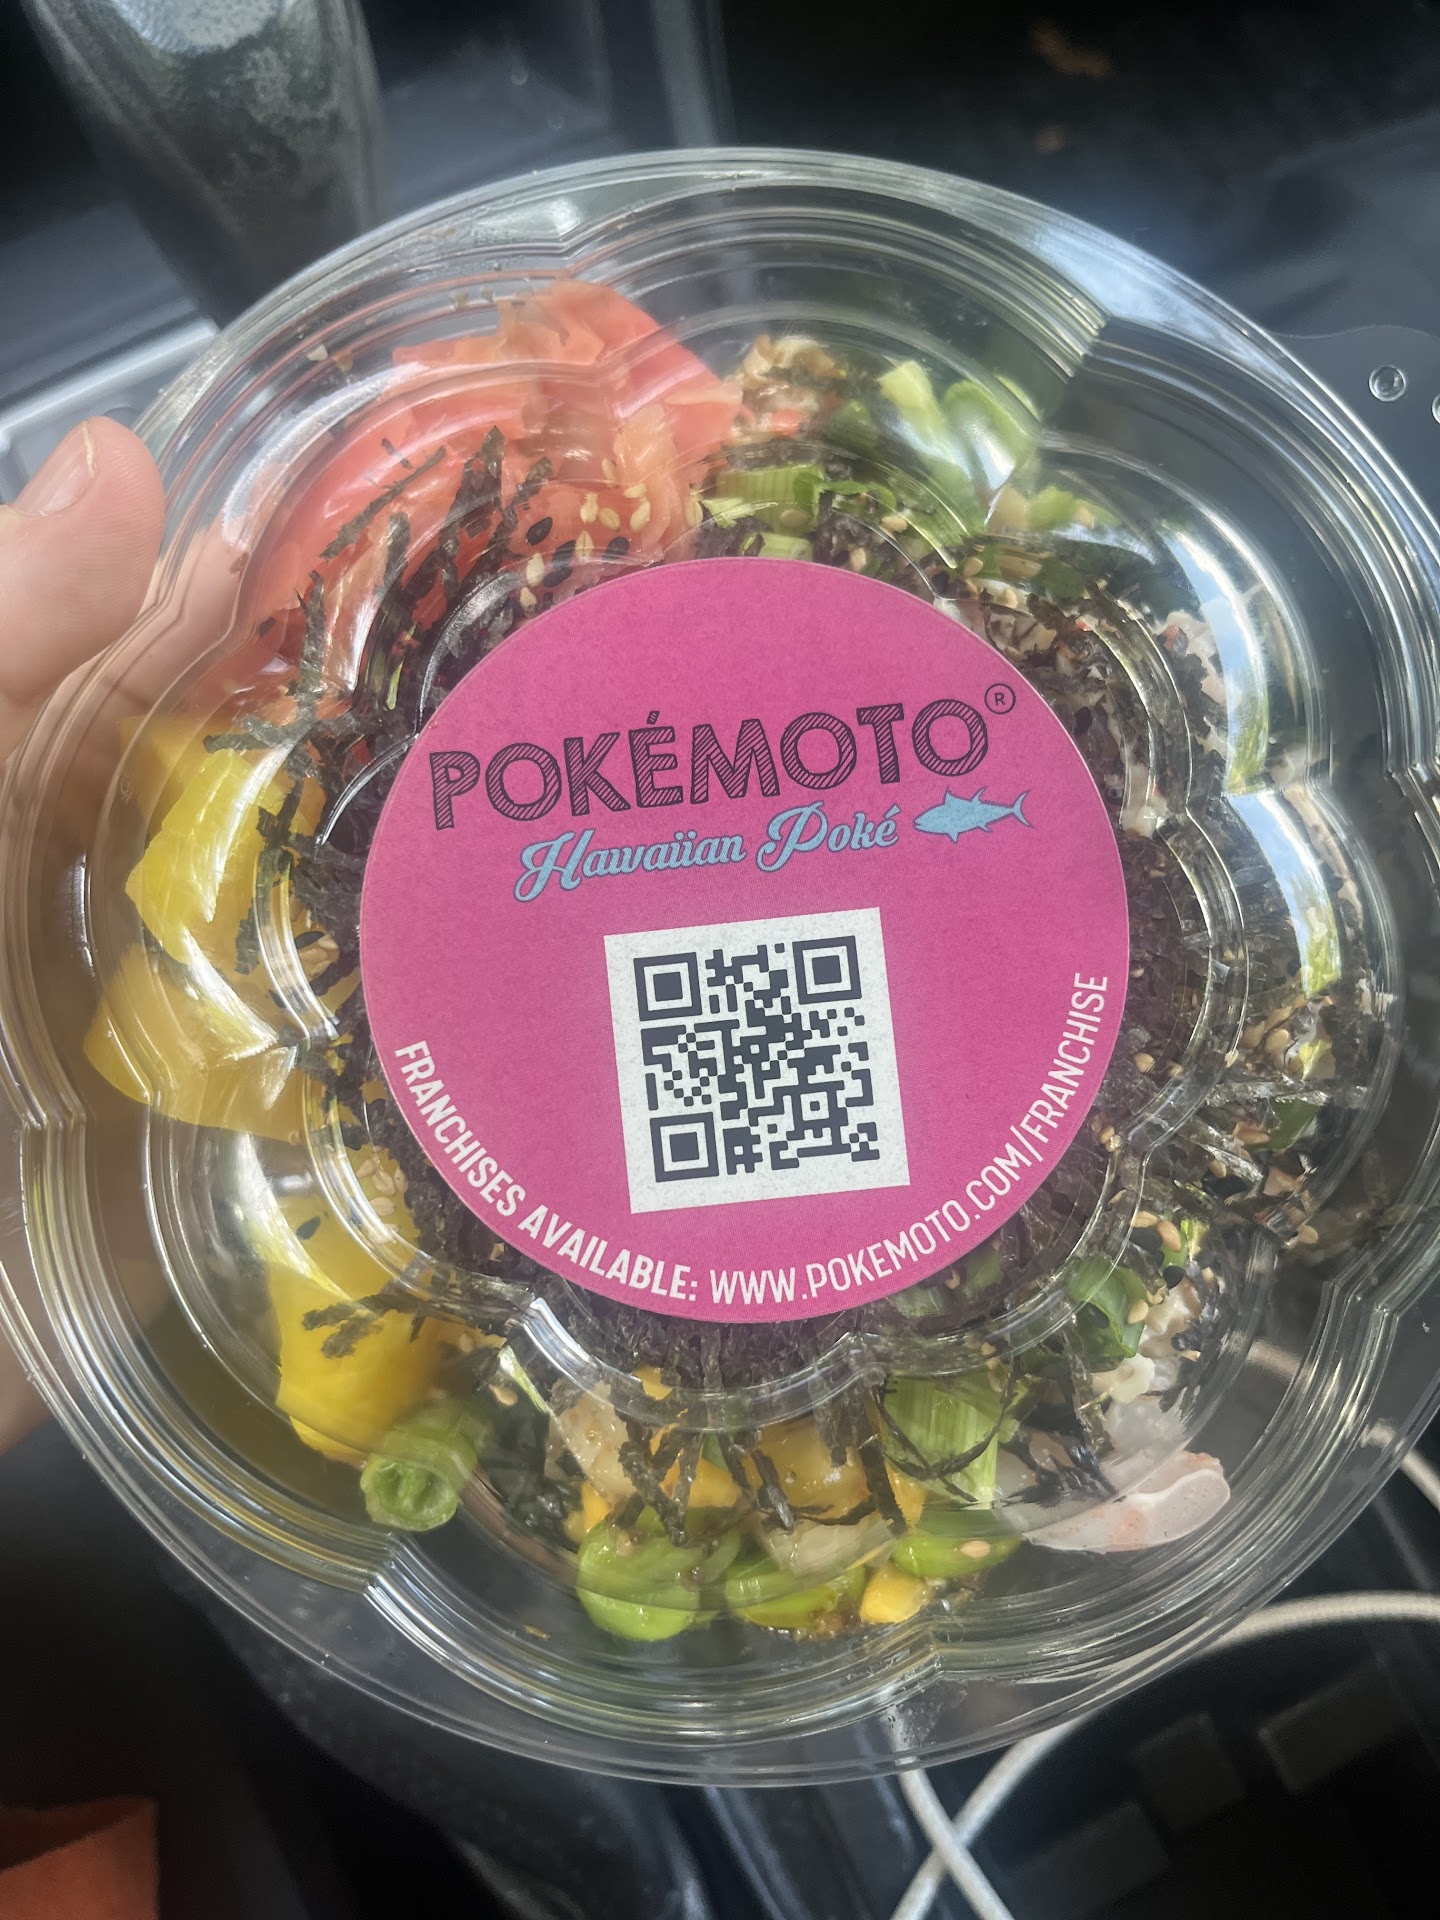 POKÉMOTO®
Hawaiian Poké
FRANCHISES AVAILABLE: WWW.POKEMOTO.COM/FRANCHISE